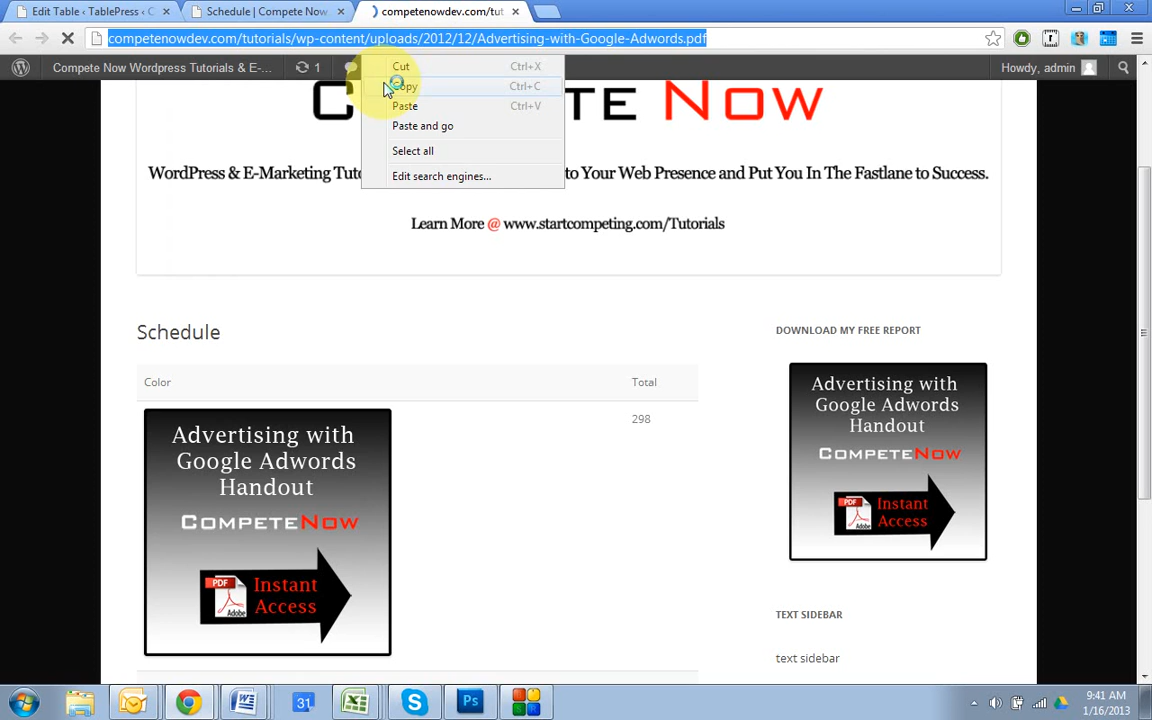 Edit Table ‹ TablePress ‹ C
Schedule | Compete Now
competenowdev.com/tut
competenowdev.com/tutorials/wp-content/uploads/2012/12/Advertising-with-Google-Adwords.pdf
Compete Now Wordpress Tutorials & E-...
1
Howdy, admin
Cut Ctrl+X
Copy Ctrl+C
Paste Ctrl+V
Paste and go
Select all
Edit search engines...
WordPress & E-Marketing Tu
to Your Web Presence and Put You In The Fastlane to Success.
Learn More @ www.startcompeting.com/Tutorials
Schedule
Color Total
298
Advertising with
Google Adwords
Handout
COMPETENOW
PDF
Adobe
Instant
Access
DOWNLOAD MY FREE REPORT
Advertising with
Google Adwords
Handout
COMPETENOW
PDF
Adobe
Instant
Access
TEXT SIDEBAR
text sidebar
31
Ps
9:41 AM
1/16/2013